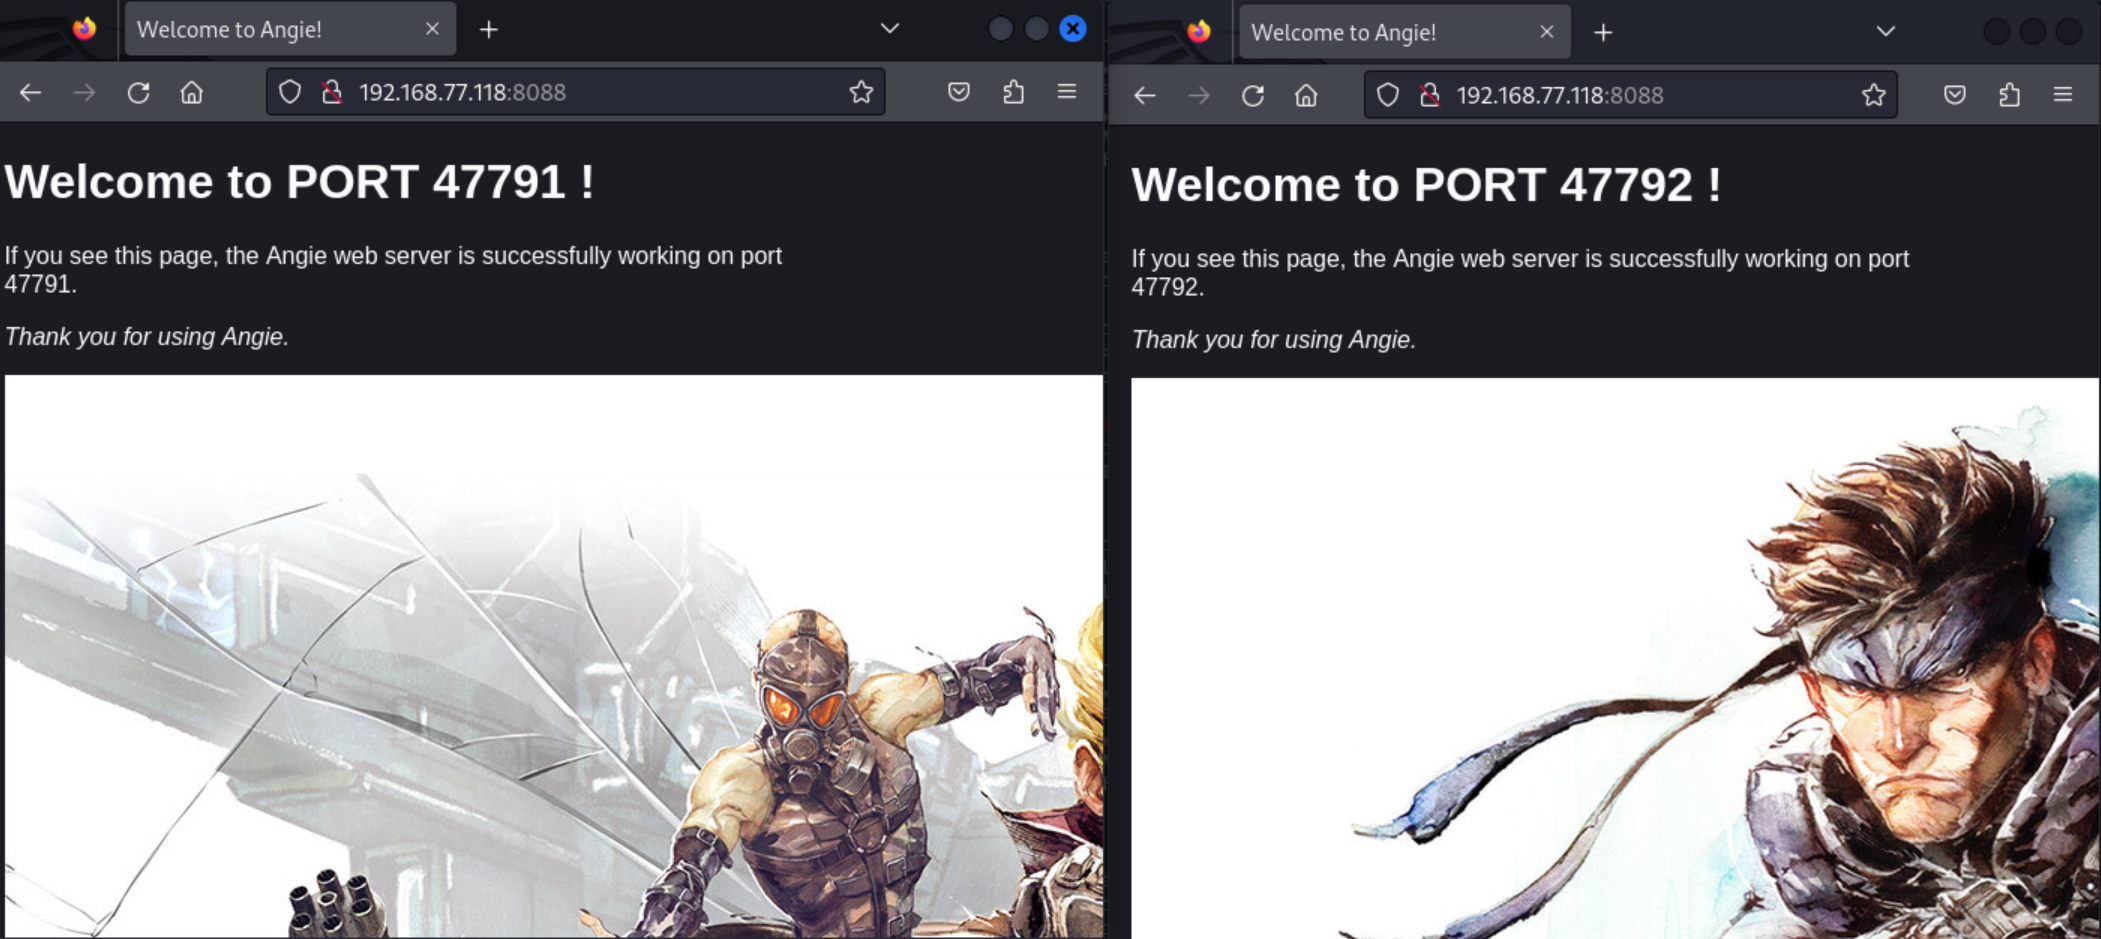 Welcome to Angie!
192.168.77.118:8088
Welcome to PORT 47791 !
If you see this page, the Angie web server is successfully working on port
47791.
Thank you for using Angie.
Welcome to Angie!
192.168.77.118:8088
Welcome to PORT 47792 !
If you see this page, the Angie web server is successfully working on port
47792.
Thank you for using Angie.